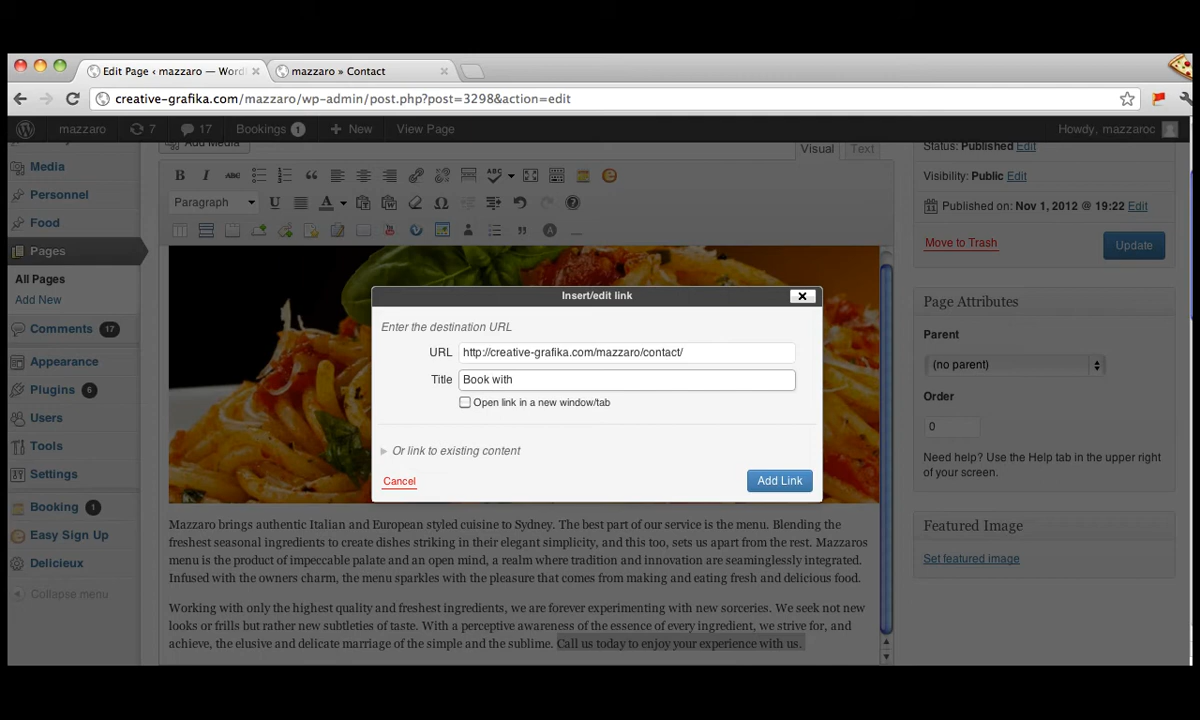 Edit Page ‹ mazzaro — Word
mazzaro » Contact
creative-grafika.com/mazzaro/wp-admin/post.php?post=3298&action=edit
mazzaro
7
17
Bookings 1
New
View Page
Howdy, mazzaroc
Media
Personnel
Food
Pages
All Pages
Add New
Comments 17
Appearance
Plugins 6
Users
Tools
Settings
Booking 1
Easy Sign Up
Delicieux
Collapse menu
Add Media
Visual
Text
B I ABC
ABC
Paragraph
U
A
Insert/edit link
Enter the destination URL
URL http://creative-grafika.com/mazzaro/contact/
Title Book with
Open link in a new window/tab
Or link to existing content
Cancel
Add Link
Mazzaro brings authentic Italian and European styled cuisine to Sydney. The best part of our service is the menu. Blending the
freshest seasonal ingredients to create dishes striking in their elegant simplicity, and this too, sets us apart from the rest. Mazzaros
menu is the product of impeccable palate and an open mind, a realm where tradition and innovation are seaminglessly integrated.
Infused with the owners charm, the menu sparkles with the pleasure that comes from making and eating fresh and delicious food.
Working with only the highest quality and freshest ingredients, we are forever experimenting with new sorceries. We seek not new
looks or frills but rather new subtleties of taste. With a perceptive awareness of the essence of every ingredient, we strive for, and
achieve, the elusive and delicate marriage of the simple and the sublime. Call us today to enjoy your experience with us.
Status: Published Edit
Visibility: Public Edit
Published on: Nov 1, 2012 @ 19:22 Edit
Move to Trash
Update
Page Attributes
Parent
(no parent)
Order
0
Need help? Use the Help tab in the upper right
of your screen.
Featured Image
Set featured image